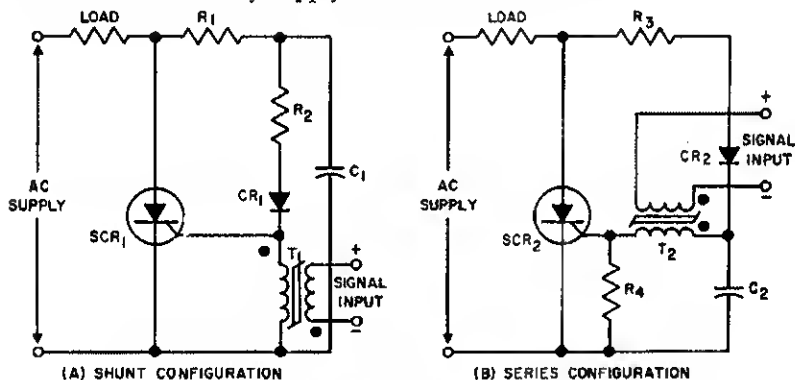 LOAD
R1
R2
C1
CR1
AC
SUPPLY
SCR1
T1
+
SIGNAL
INPUT
−
(A) SHUNT CONFIGURATION
LOAD
R3
+
SIGNAL
INPUT
CR2
−
AC
SUPPLY
SCR2
T2
R4
C2
(B) SERIES CONFIGURATION